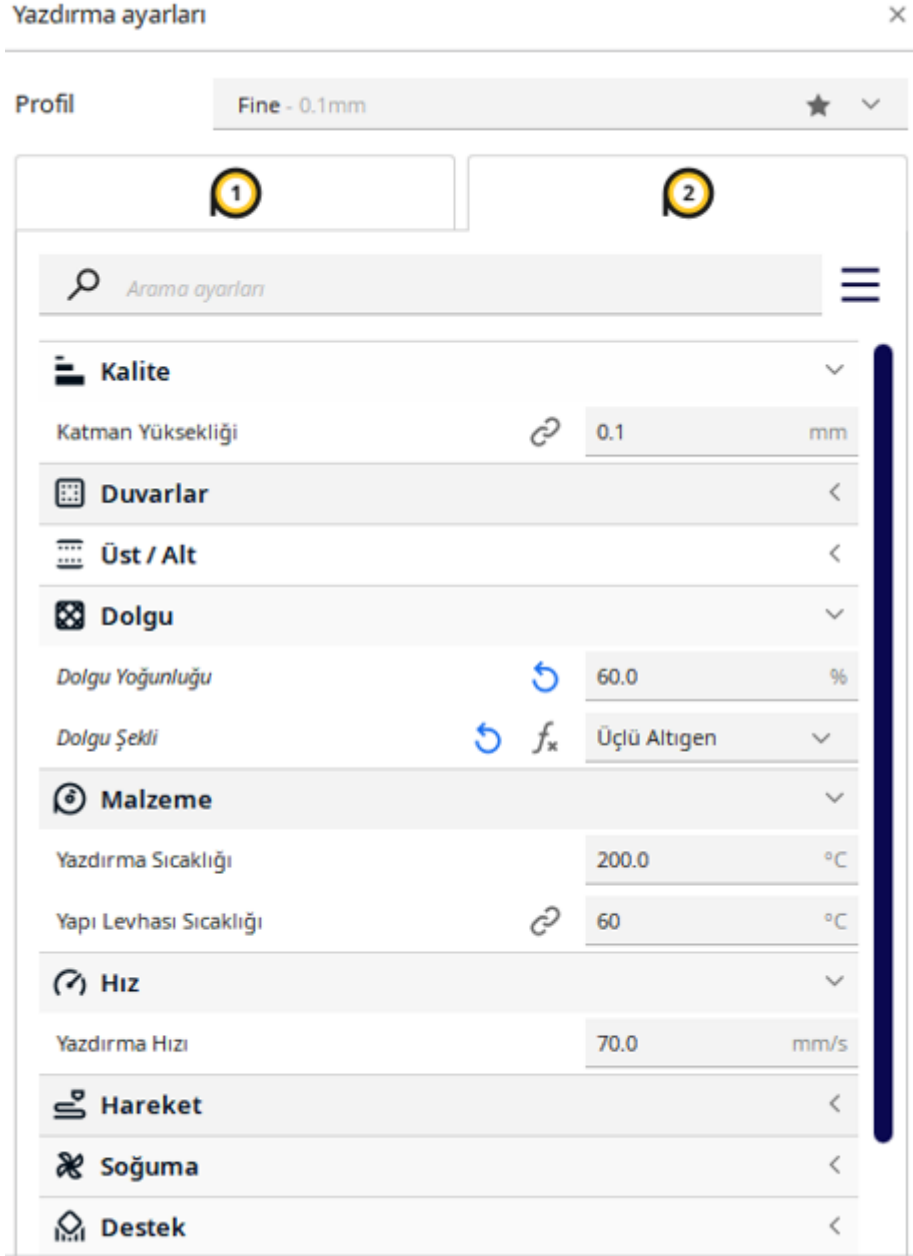 Yazdırma ayarları
Profil Fine - 0.1mm
1 2
Arama ayarları
Kalite
Katman Yüksekliği 0.1 mm
Duvarlar
Üst / Alt
Dolgu
Dolgu Yoğunluğu 60.0 %
Dolgu Şekli fx Üçlü Altıgen
Malzeme
Yazdırma Sıcaklığı 200.0 °C
Yapı Levhası Sıcaklığı 60 °C
Hız
Yazdırma Hızı 70.0 mm/s
Hareket
Soğuma
Destek